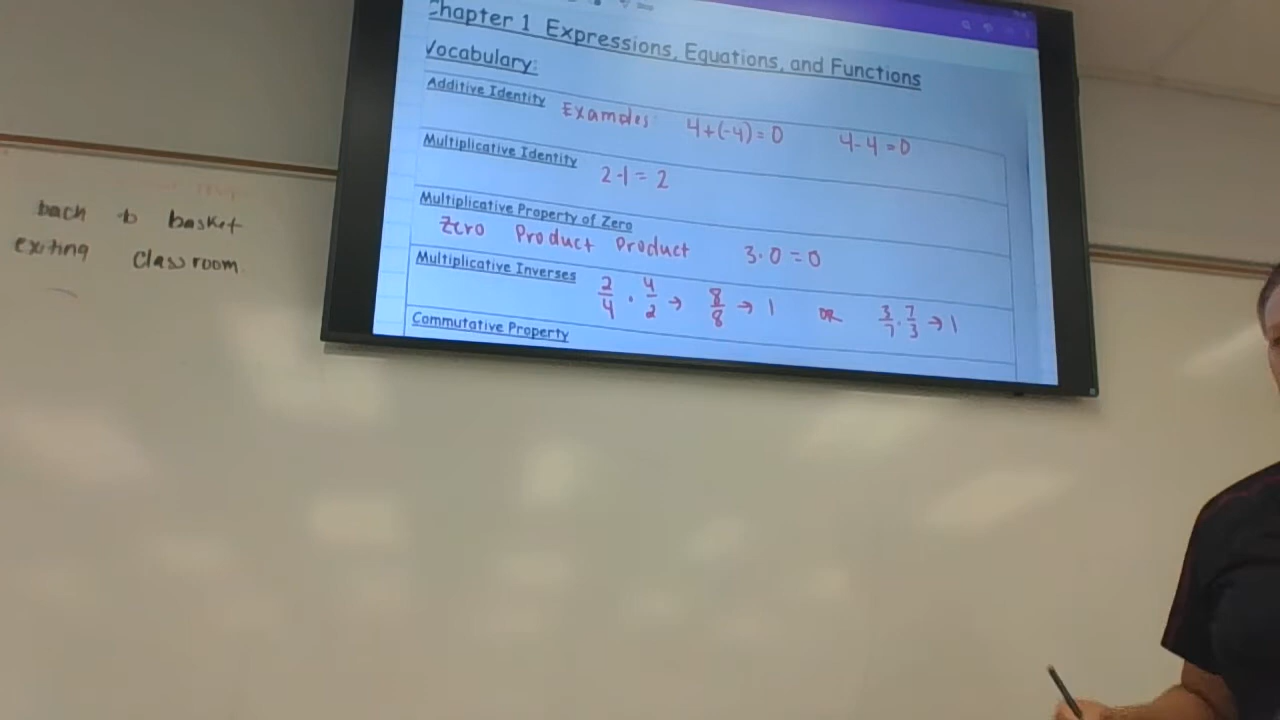 Chapter 1 Expressions, Equations, and Functions
Vocabulary:
Additive Identity
Examples: 4+(-4)=0 4-4=0
Multiplicative Identity
2·1=2
Multiplicative Property of Zero
Zero Product Product 3·0=0
Multiplicative Inverses
2/4 · 4/2 → 8/8 → 1 OR 3/7 · 7/3 → 1
Commutative Property
back to basket
exiting classroom